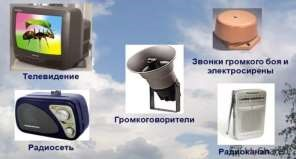 Звонки громкого боя и
электросирены
Телевидение
Громкоговорители
Радиосеть
Радиоканал